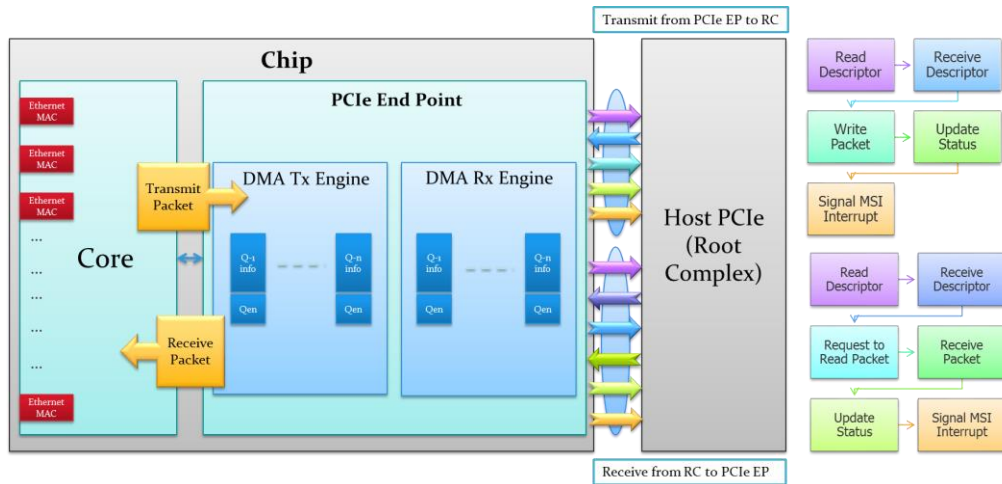 Transmit from PCIe EP to RC
Chip
PCIe End Point
Ethernet
MAC
Ethernet
MAC
Ethernet
MAC
...
...
...
...
...
Ethernet
MAC
Core
Transmit
Packet
Receive
Packet
DMA Tx Engine
Q-1
info
Qen
Q-n
info
Qen
DMA Rx Engine
Q-1
info
Qen
Q-n
info
Qen
Host PCIe
(Root
Complex)
Receive from RC to PCIe EP
Read
Descriptor
Receive
Descriptor
Write
Packet
Update
Status
Signal MSI
Interrupt
Read
Descriptor
Receive
Descriptor
Request to
Read Packet
Receive
Packet
Update
Status
Signal MSI
Interrupt